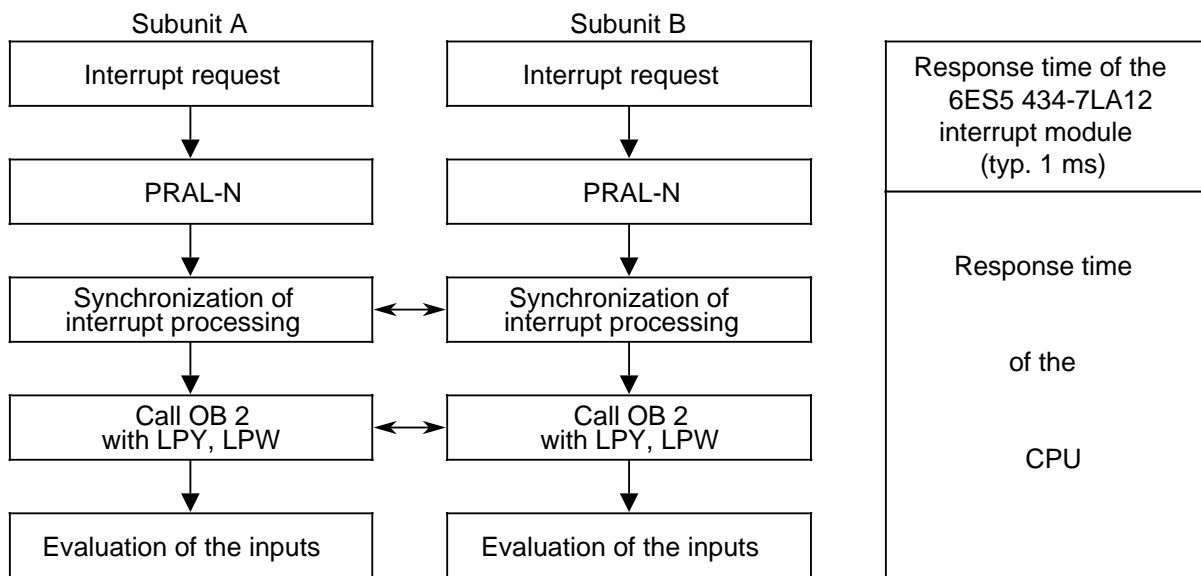 Subunit A
Subunit B
Interrupt request
Interrupt request
Response time of the
6ES5 434-7LA12
interrupt module
(typ. 1 ms)
PRAL-N
PRAL-N
Synchronization of
interrupt processing
Synchronization of
interrupt processing
Response time
of the
CPU
Call OB 2
with LPY, LPW
Call OB 2
with LPY, LPW
Evaluation of the inputs
Evaluation of the inputs